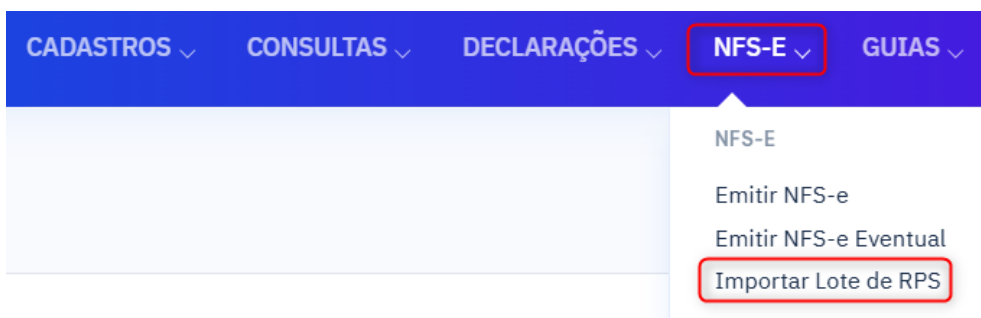 CADASTROS CONSULTAS DECLARAÇÕES NFS-E GUIAS
NFS-E
Emitir NFS-e
Emitir NFS-e Eventual
Importar Lote de RPS